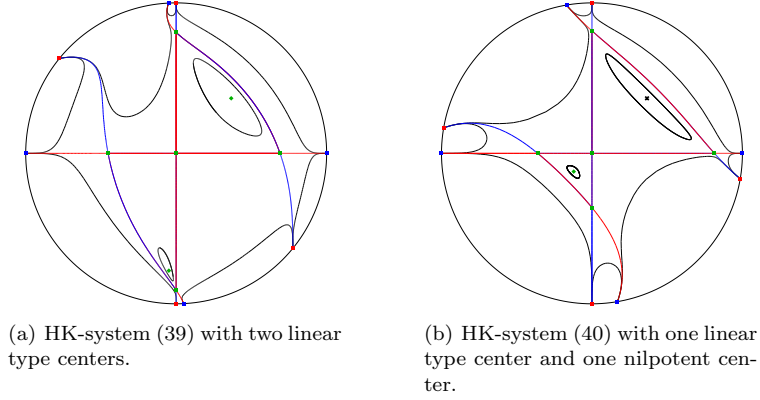 (a) HK-system (39) with two linear
type centers.
(b) HK-system (40) with one linear
type center and one nilpotent cen-
ter.